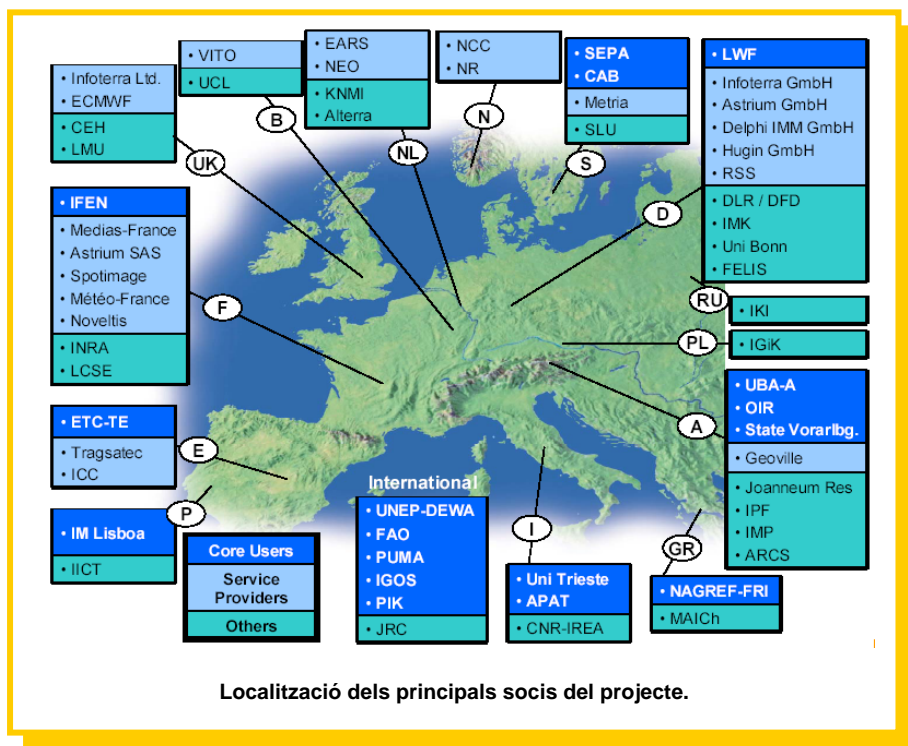 • Infoterra Ltd.
• ECMWF
• CEH
• LMU
UK
• VITO
• UCL
B
• EARS
• NEO
• KNMI
• Alterra
NL
• NCC
• NR
N
• SEPA
• CAB
• Metria
• SLU
S
• LWF
• Infoterra GmbH
• Astrium GmbH
• Delphi IMM GmbH
• Hugin GmbH
• RSS
• DLR / DFD
• IMK
• Uni Bonn
• FELIS
D
• IFEN
• Medias-France
• Astrium SAS
• Spotimage
• Météo-France
• Noveltis
• INRA
• LCSE
F
RU
• IKI
PL
• IGiK
• UBA-A
• OIR
• State Vorarlbg.
• Geoville
• Joanneum Res
• IPF
• IMP
• ARCS
A
• ETC-TE
• Tragsatec
• ICC
E
• IM Lisboa
• IICT
P
Core Users
Service
Providers
Others
International
• UNEP-DEWA
• FAO
• PUMA
• IGOS
• PIK
• JRC
I
• Uni Trieste
• APAT
• CNR-IREA
GR
• NAGREF-FRI
• MAICh
Localització dels principals socis del projecte.